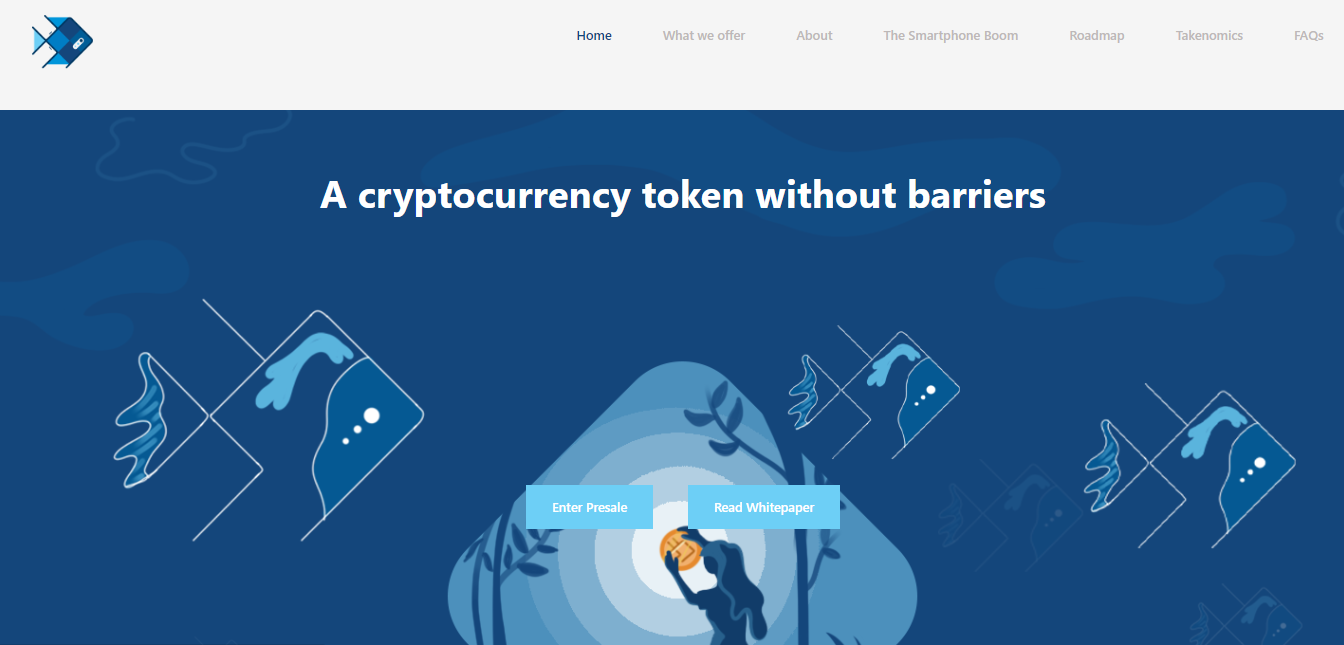 Home What we offer About The Smartphone Boom Roadmap Takenomics FAQs
A cryptocurrency token without barriers
Enter Presale Read Whitepaper